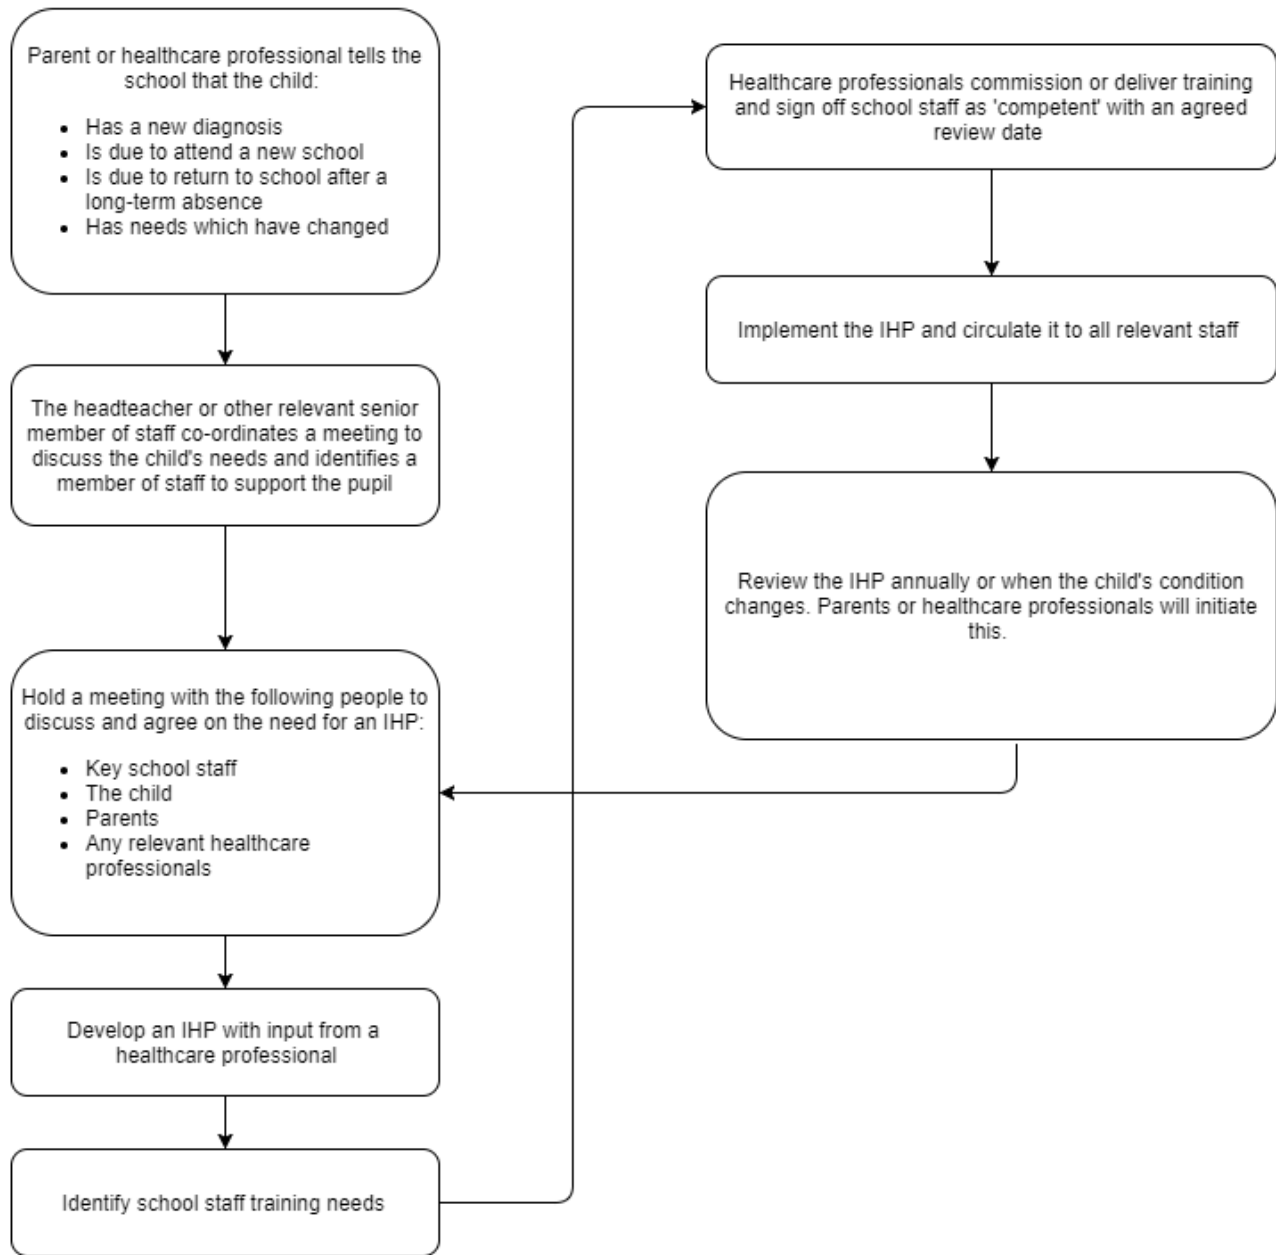 Parent or healthcare professional tells the
school that the child:
• Has a new diagnosis
• Is due to attend a new school
• Is due to return to school after a
long-term absence
• Has needs which have changed
The headteacher or other relevant senior
member of staff co-ordinates a meeting to
discuss the child's needs and identifies a
member of staff to support the pupil
Hold a meeting with the following people to
discuss and agree on the need for an IHP:
• Key school staff
• The child
• Parents
• Any relevant healthcare
professionals
Develop an IHP with input from a
healthcare professional
Identify school staff training needs
Healthcare professionals commission or deliver training
and sign off school staff as 'competent' with an agreed
review date
Implement the IHP and circulate it to all relevant staff
Review the IHP annually or when the child's condition
changes. Parents or healthcare professionals will initiate
this.